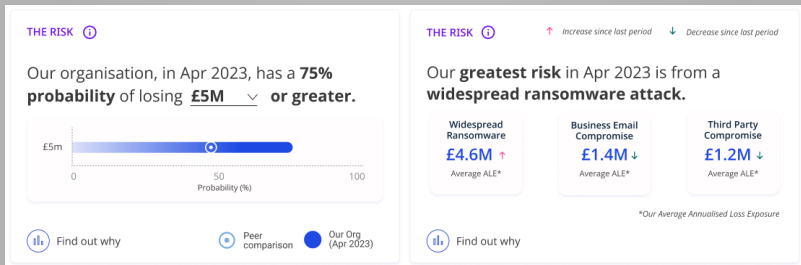 THE RISK
Our organisation, in Apr 2023, has a 75%
probability of losing £5M or greater.
£5m
0 50 100
Probability (%)
Find out why
Peer
comparison
Our Org
(Apr 2023)
THE RISK
↑ Increase since last period ↓ Decrease since last period
Our greatest risk in Apr 2023 is from a
widespread ransomware attack.
Widespread
Ransomware
£4.6M ↑
Average ALE*
Business Email
Compromise
£1.4M ↓
Average ALE*
Third Party
Compromise
£1.2M ↓
Average ALE*
*Our Average Annualised Loss Exposure
Find out why